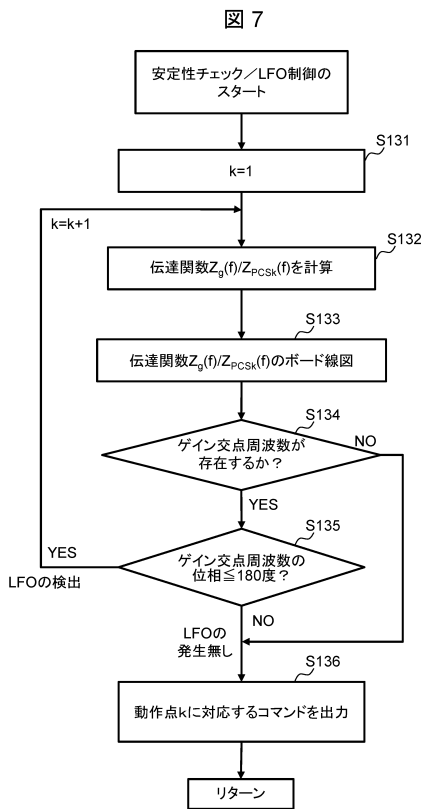 図 7
安定性チェック／LFO制御の
スタート
S131
k=1
k=k+1
S132
伝達関数Zg(f)/ZPCSk(f)を計算
S133
伝達関数Zg(f)/ZPCSk(f)のボード線図
S134
ゲイン交点周波数が
存在するか？
NO
YES
S135
ゲイン交点周波数の
位相≦180度？
YES
LFOの検出
NO
LFOの
発生無し
S136
動作点kに対応するコマンドを出力
リターン